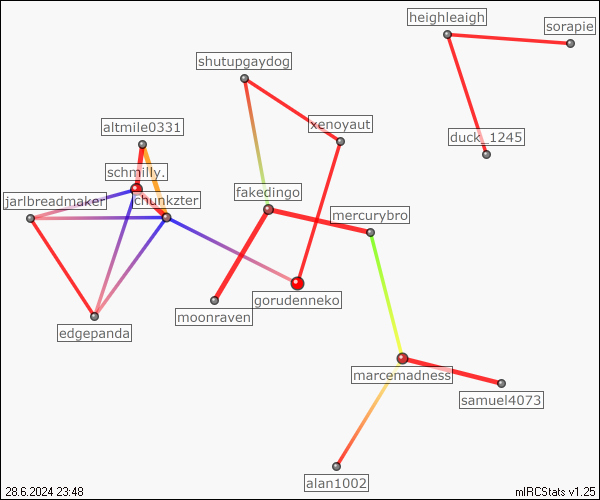 heighleaigh
sorapie
shutupgaydog
altmile0331
xenoyaut
duck_1245
schmilly.
jarlbreadmaker
chunkzter
fakedingo
mercurybro
gorudenneko
moonraven
edgepanda
marcemadness
samuel4073
alan1002
28.6.2024 23:48
mIRCStats v1.25